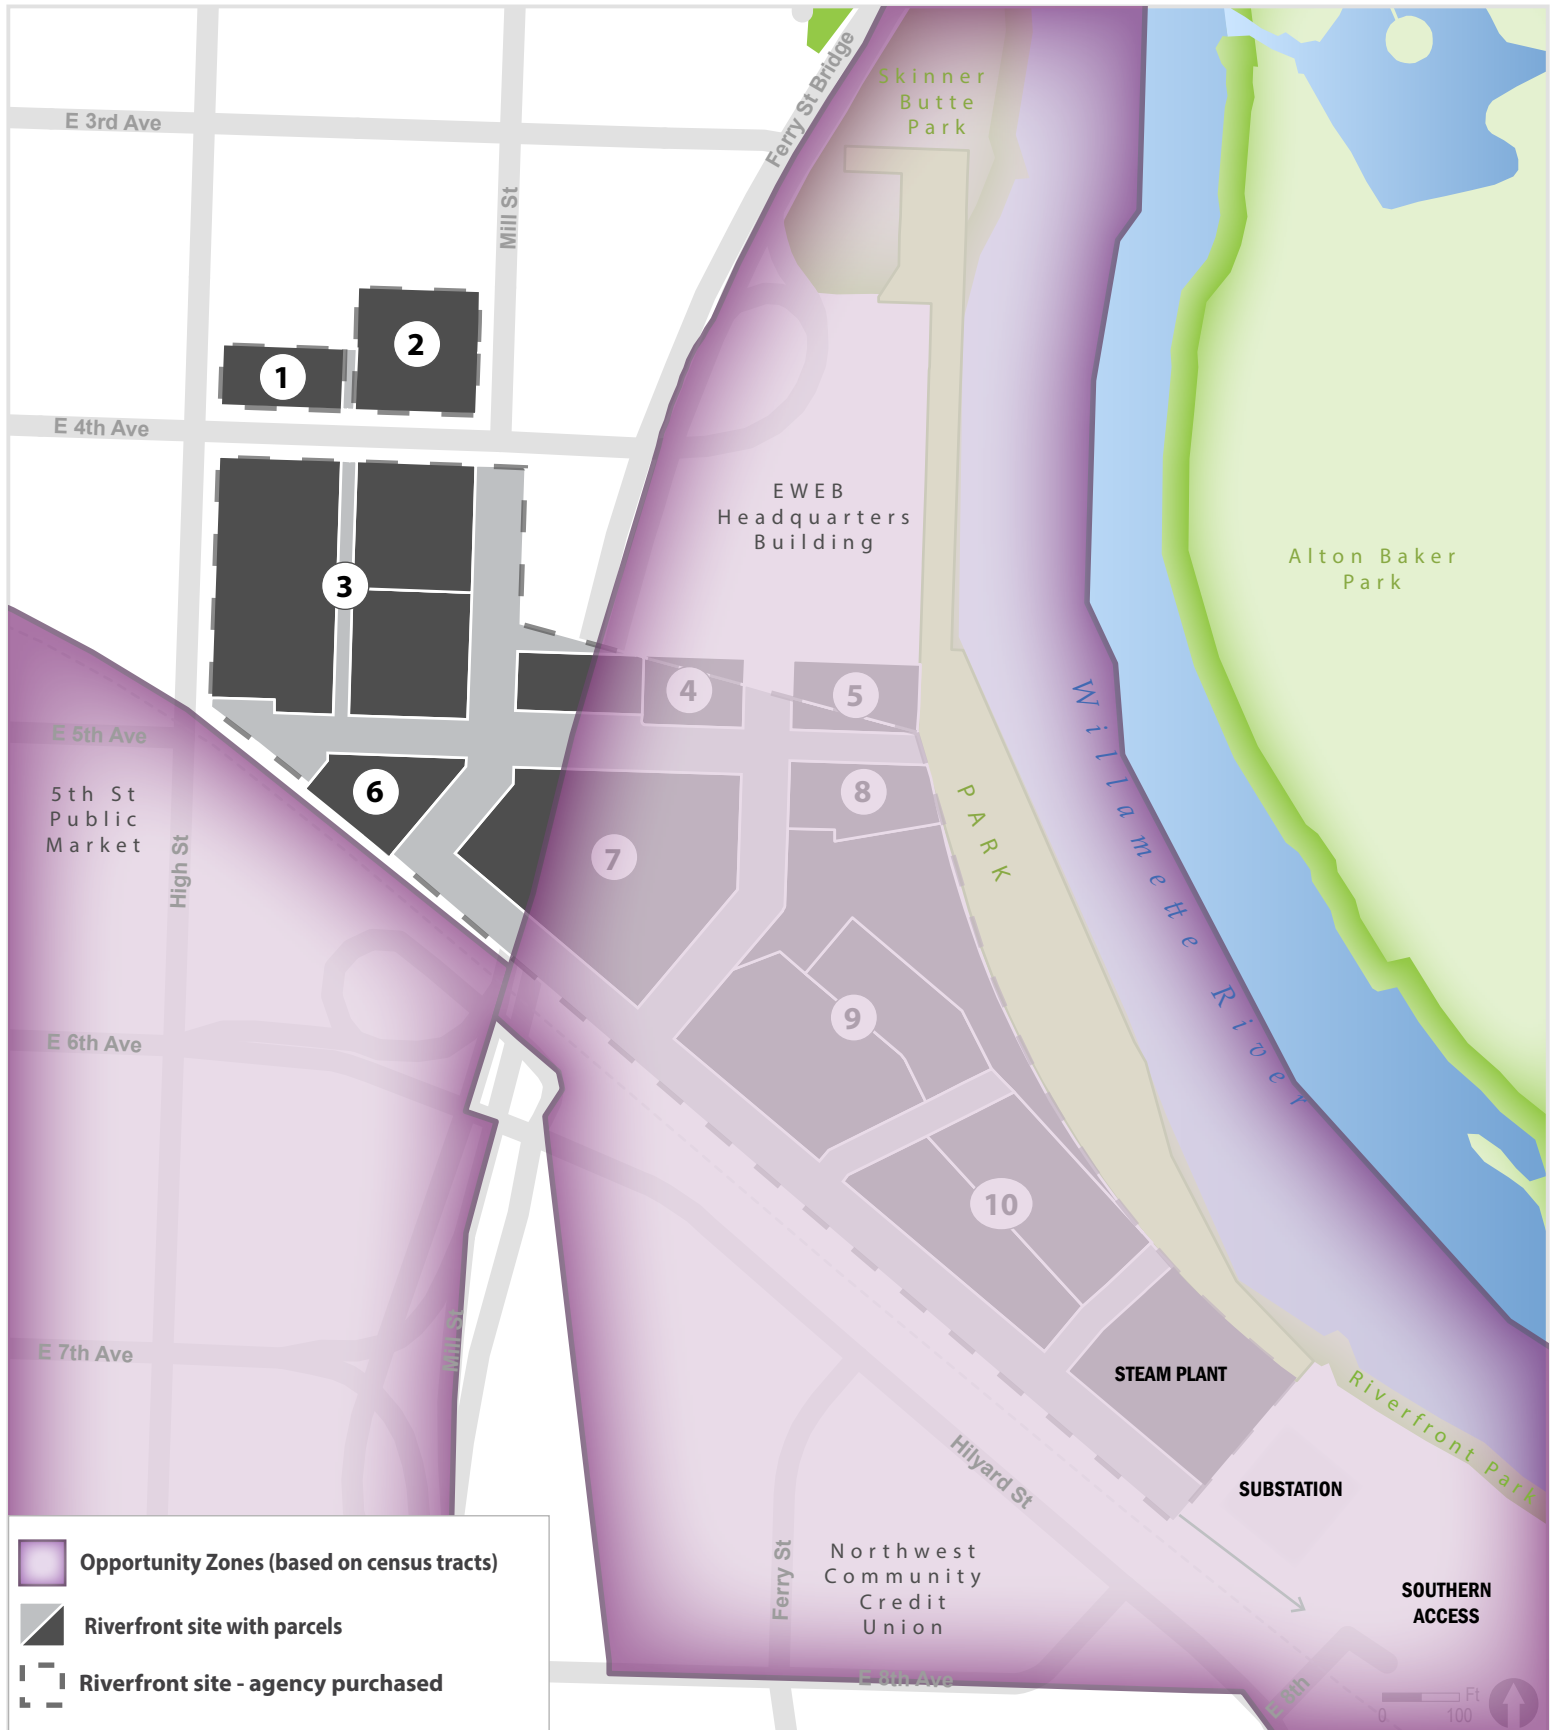 Skinner
Butte
Park
Ferry St Bridge
E 3rd Ave
Mill St
2
1
E 4th Ave
EWEB
Headquarters
Building
Alton Baker
Park
3
4
5
Willamette River
E 5th Ave
5th St
Public
Market
6
8
PARK
7
High St
9
E 6th Ave
10
Mill St
E 7th Ave
STEAM PLANT
Riverfront Park
Hilyard St
SUBSTATION
Ferry St
Northwest
Community
Credit
Union
SOUTHERN
ACCESS
E 8th Ave
E 8th
Ft
0 100
Opportunity Zones (based on census tracts)
Riverfront site with parcels
Riverfront site - agency purchased